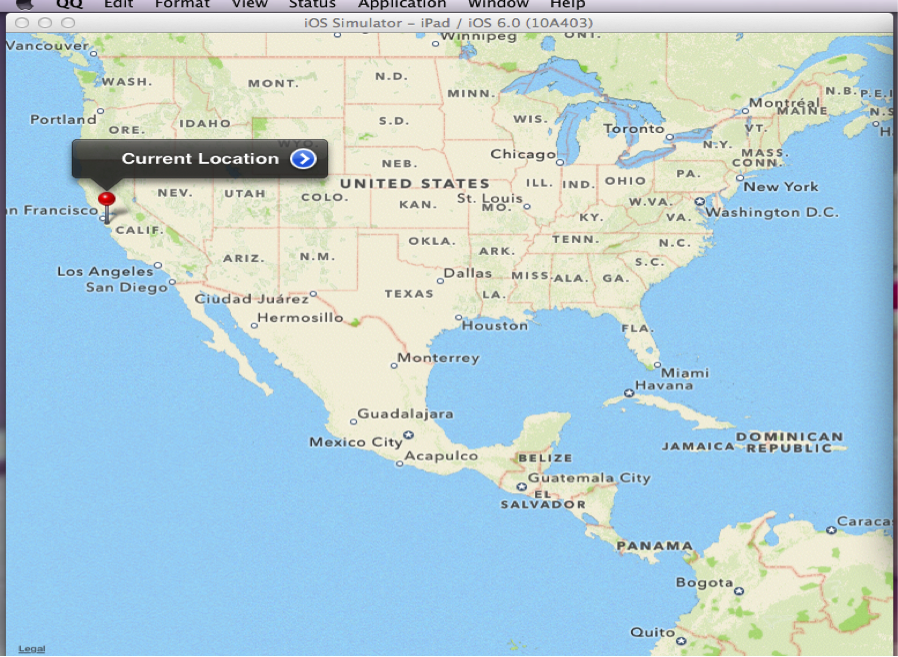 QQ Edit Format View Status Application Window Help
iOS Simulator – iPad / iOS 6.0 (10A403)
Vancouver
Winnipeg
ONT.
WASH.
MONT.
N.D.
MINN.
N.B.
P.E.I
Montréal
MAINE
N.S
Portland
ORE.
IDAHO
S.D.
WIS.
Toronto
VT.
H
WYO.
N.Y.
MASS.
CONN.
Current Location
Chicago
NEB.
PA.
UNITED STATES
NEV.
UTAH
COLO.
KAN.
St. Louis
MO.
ILL.
IND.
OHIO
New York
W.VA.
VA.
Washington D.C.
n Francisco
CALIF.
KY.
OKLA.
TENN.
N.C.
ARIZ.
N.M.
ARK.
S.C.
Los Angeles
San Diego
Dallas
MISS.
ALA.
GA.
Ciudad Juárez
TEXAS
LA.
Hermosillo
Houston
FLA.
Monterrey
Miami
Havana
Guadalajara
Mexico City
Acapulco
BELIZE
JAMAICA
DOMINICAN
REPUBLIC
Guatemala City
EL
SALVADOR
Caracas
PANAMA
Bogota
Quito
Legal